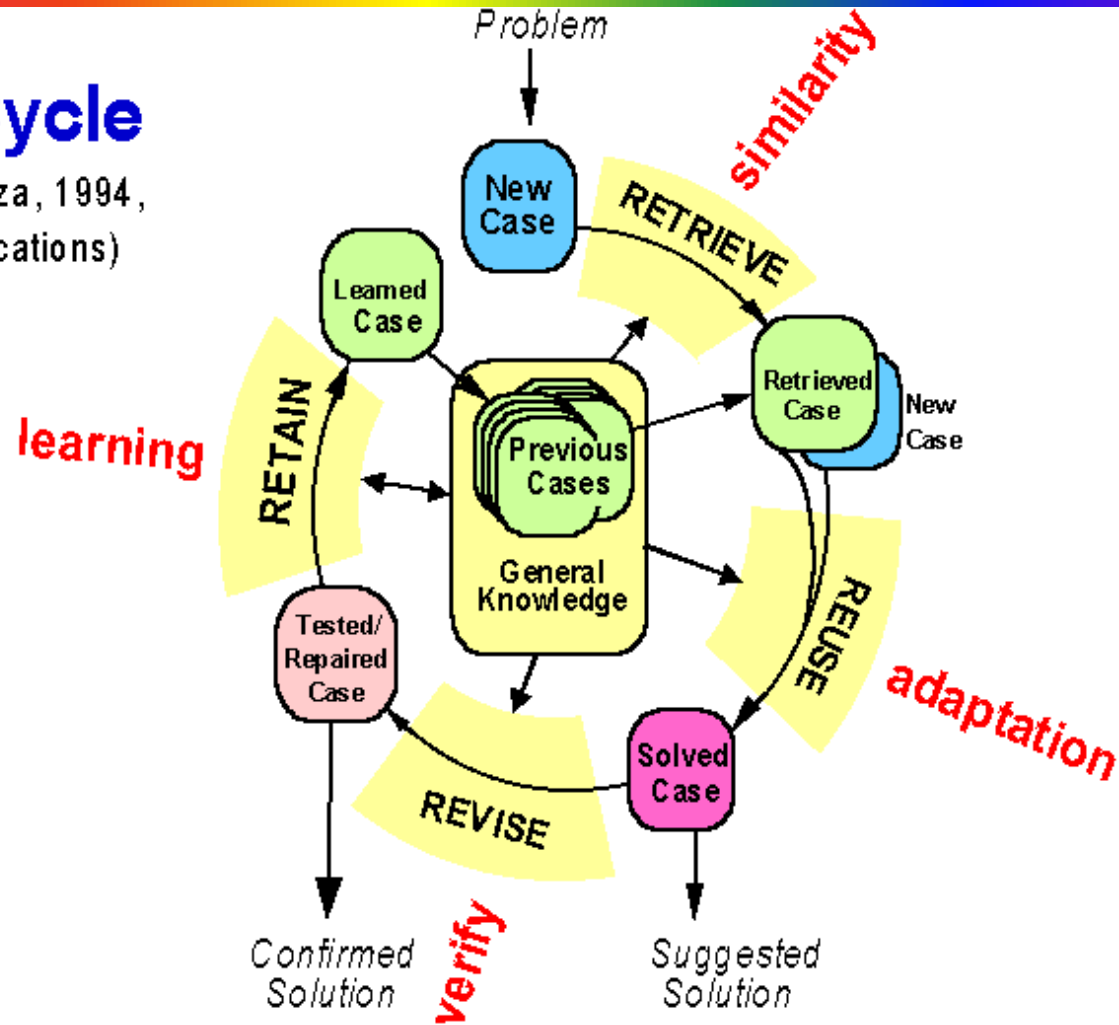 Problem
ycle
za, 1994,
cations)
similarity
New
Case
RETRIEVE
Learned
Case
Retrieved
Case
New
Case
Previous
Cases
General
Knowledge
learning
RETAIN
REUSE
adaptation
Tested/
Repaired
Case
Solved
Case
REVISE
verify
Confirmed
Solution
Suggested
Solution